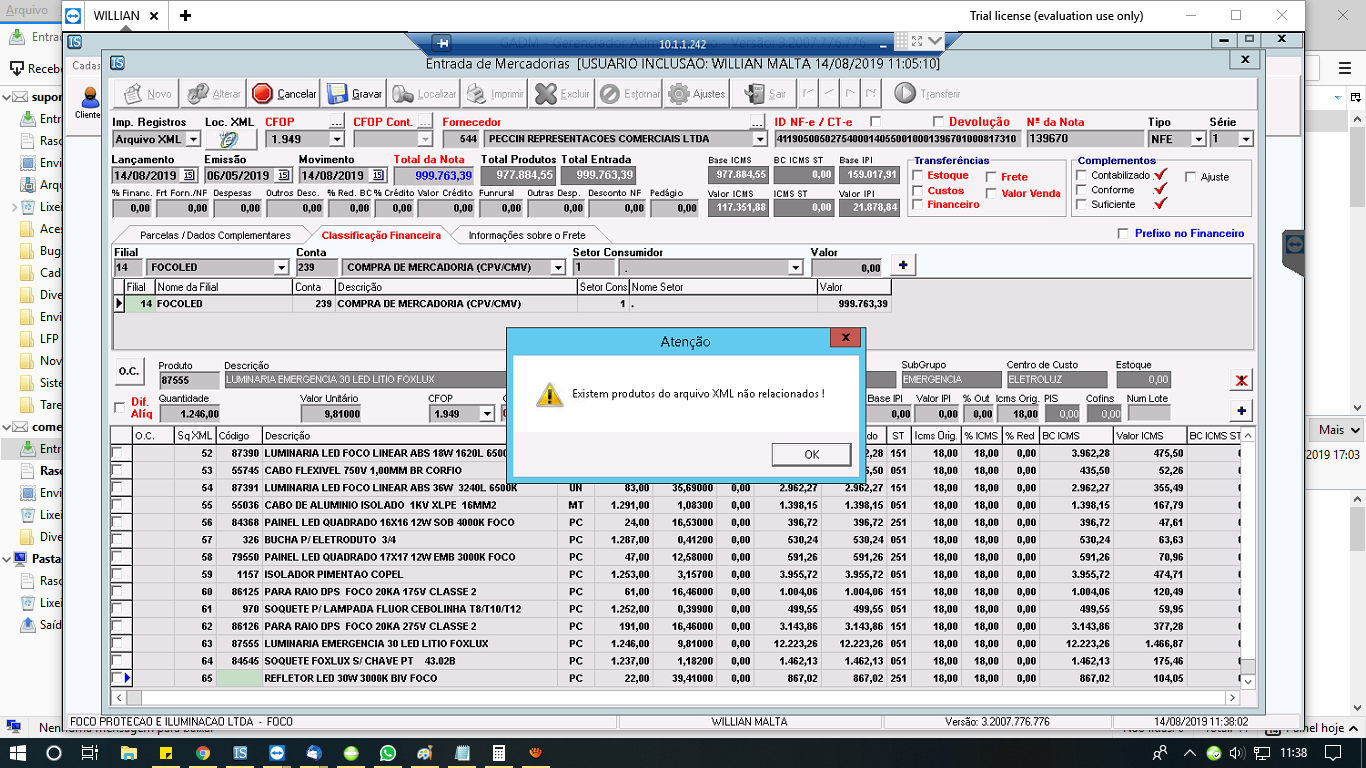 Arquivo
WILLIAN
Trial license (evaluation use only)
10.1.1.242
GADM - Gerenciador Administrativo - Versão: 3.2007.776.776
Entrada de Mercadorias [USUARIO INCLUSAO: WILLIAN MALTA 14/08/2019 11:05:10]
Novo Alterar Cancelar Gravar Localizar Imprimir Excluir Estornar Ajustes Sair Transferir
Imp. Registros Loc. XML CFOP ... CFOP Cont. ... Fornecedor ... ID NF-e / CT-e Devolução Nº da Nota Tipo Série
Arquivo XML 1.949 544 PECCIN REPRESENTACOES COMERCIAIS LTDA 41190505027540001405500100013967010008173​10 139670 NFE 1
Lançamento Emissão Movimento Total da Nota Total Produtos Total Entrada Base ICMS BC ICMS ST Base IPI
14/08/2019 06/05/2019 14/08/2019 999.763,39 977.884,55 999.763,39 977.884,55 0,00 159.017,91
% Financ. Frt Forn./NF Despesas Outros Desc. % Red. BC % Crédito Valor Crédito Funrural Outras Desp. Desconto NF Pedágio Valor ICMS ICMS ST Valor IPI
0,00 0,00 0,00 0,00 0,00 0,00 0,00 0,00 0,00 0,00 0,00 117.351,88 0,00 21.878,84
Transferências
Estoque Frete
Custos Valor Venda
Financeiro
Complementos
Contabilizado Ajuste
Conforme
Suficiente
Parcelas / Dados Complementares Classificação Financeira Informações sobre o Frete Prefixo no Financeiro
Filial Conta Setor Consumidor Valor
14 FOCOLED 239 COMPRA DE MERCADORIA (CPV/CMV) 1 . 0,00
Filial Nome da Filial Conta Descrição Setor Cons Nome Setor Valor
14 FOCOLED 239 COMPRA DE MERCADORIA (CPV/CMV) 1 . 999.763,39
Atenção
Existem produtos do arquivo XML não relacionados !
OK
O.C. Produto Descrição SubGrupo Centro de Custo Estoque
87555 LUMINARIA EMERGENCIA 30 LED LITIO FOXLUX EMERGENCIA ELETROLUZ 0,00
Dif. Alíq Quantidade Valor Unitário CFOP Base IPI Valor IPI % Out Icms Orig. PIS Cofins Num Lote
1.246,00 9,81000 1.949 0,00 0,00 0,00 18,00 0,00 0,00
O.C. Sq XML Código Descrição ST Icms Orig. % ICMS % Red BC ICMS Valor ICMS BC ICMS ST
52 87390 LUMINARIA LED FOCO LINEAR ABS 18W 1620L 6500 2,28 151 18,00 18,00 0,00 3.962,28 475,50
53 55745 CABO FLEXIVEL 750V 1,00MM BR CORFIO 5,50 051 18,00 18,00 0,00 435,50 52,26
54 87391 LUMINARIA LED FOCO LINEAR ABS 36W 3240L 6500K UN 83,00 35,69000 0,00 2.962,27 2.962,27 151 18,00 18,00 0,00 2.962,27 355,49
55 55036 CABO DE ALUMINIO ISOLADO 1KV XLPE 16MM2 MT 1.291,00 1,08300 0,00 1.398,15 1.398,15 051 18,00 18,00 0,00 1.398,15 167,79
56 84368 PAINEL LED QUADRADO 16X16 12W SOB 4000K FOCO PC 24,00 16,53000 0,00 396,72 396,72 251 18,00 18,00 0,00 396,72 47,61
57 326 BUCHA P/ ELETRODUTO 3/4 PC 1.287,00 0,41200 0,00 530,24 530,24 051 18,00 18,00 0,00 530,24 63,63
58 79550 PAINEL LED QUADRADO 17X17 12W EMB 3000K FOCO PC 47,00 12,58000 0,00 591,26 591,26 251 18,00 18,00 0,00 591,26 70,96
59 1157 ISOLADOR PIMENTAO COPEL PC 1.253,00 3,15700 0,00 3.955,72 3.955,72 051 18,00 18,00 0,00 3.955,72 474,71
60 86125 PARA RAIO DPS FOCO 20KA 175V CLASSE 2 PC 61,00 16,46000 0,00 1.004,06 1.004,06 151 18,00 18,00 0,00 1.004,06 120,49
61 970 SOQUETE P/ LAMPADA FLUOR CEBOLINHA T8/T10/T12 PC 1.252,00 0,39900 0,00 499,55 499,55 051 18,00 18,00 0,00 499,55 59,95
62 86126 PARA RAIO DPS FOCO 20KA 275V CLASSE 2 PC 191,00 16,46000 0,00 3.143,86 3.143,86 151 18,00 18,00 0,00 3.143,86 377,28
63 87555 LUMINARIA EMERGENCIA 30 LED LITIO FOXLUX PC 1.246,00 9,81000 0,00 12.223,26 12.223,26 051 18,00 18,00 0,00 12.223,26 1.466,87
64 84545 SOQUETE FOXLUX S/ CHAVE PT 43.02B PC 1.237,00 1,18200 0,00 1.462,13 1.462,13 051 18,00 18,00 0,00 1.462,13 175,46
65 REFLETOR LED 30W 3000K BIV FOCO PC 22,00 39,41000 0,00 867,02 867,02 251 18,00 18,00 0,00 867,02 104,05
FOCO PROTECAO E ILUMINACAO LTDA - FOCO WILLIAN MALTA Versão: 3.2007.776.776 14/08/2019 11:38:02
Mais
2019 17:03
Painel hoje
11:38